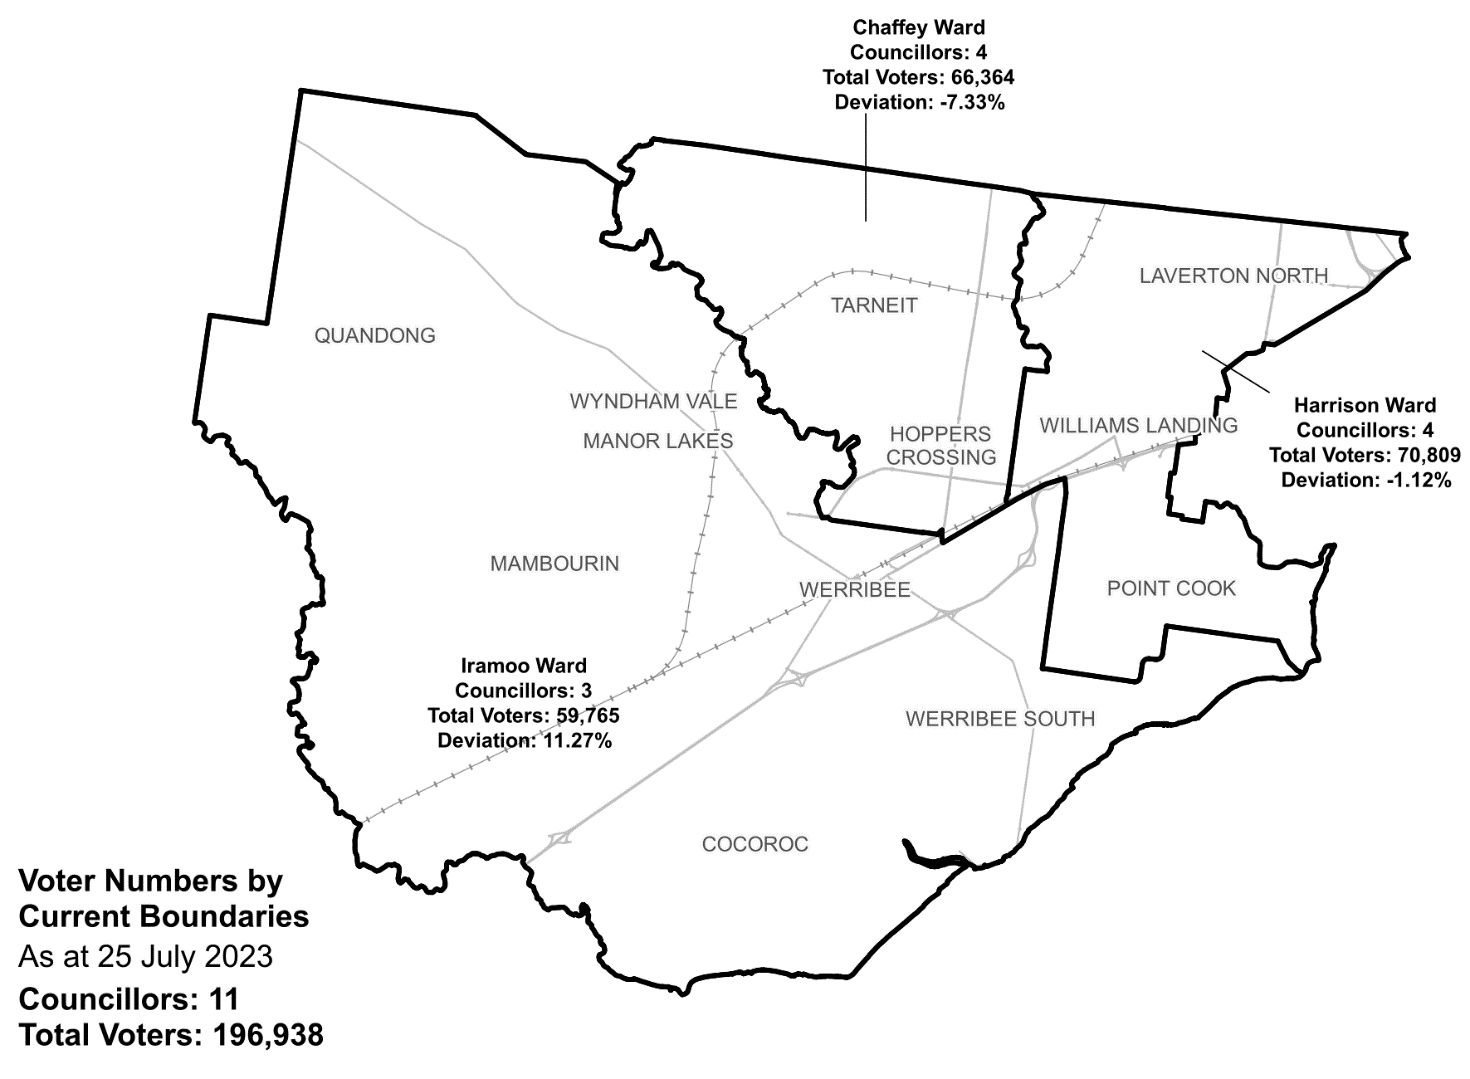 Chaffey Ward
Councillors: 4
Total Voters: 66,364
Deviation: -7.33%
LAVERTON NORTH
TARNEIT
QUANDONG
WYNDHAM VALE
MANOR LAKES
HOPPERS
CROSSING
WILLIAMS LANDING
Harrison Ward
Councillors: 4
Total Voters: 70,809
Deviation: -1.12%
MAMBOURIN
WERRIBEE
POINT COOK
Iramoo Ward
Councillors: 3
Total Voters: 59,765
Deviation: 11.27%
WERRIBEE SOUTH
COCOROC
Voter Numbers by
Current Boundaries
As at 25 July 2023
Councillors: 11
Total Voters: 196,938